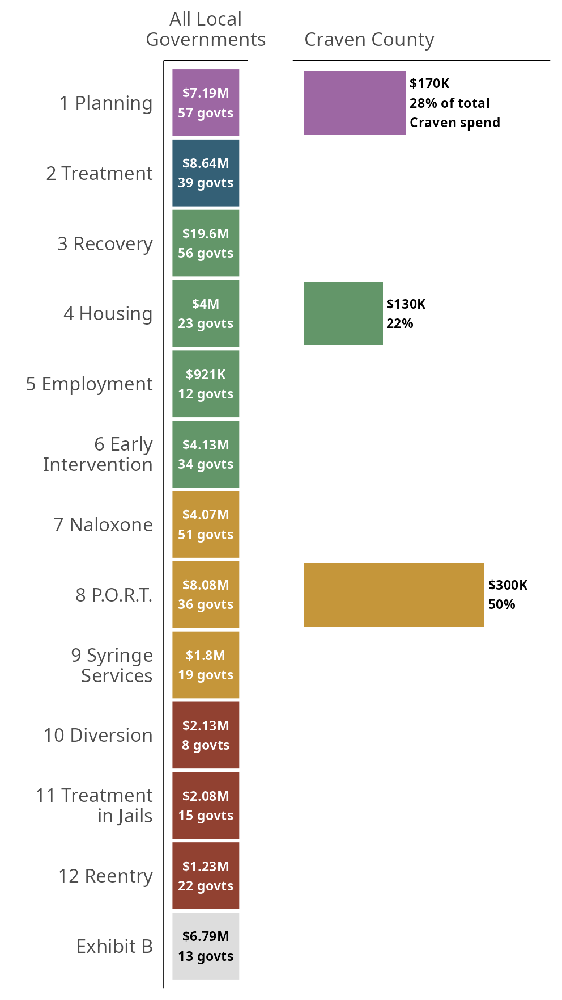 All Local
Governments
Craven County
1 Planning
$7.19M
57 govts
$170K
28% of total
Craven spend
2 Treatment
$8.64M
39 govts
3 Recovery
$19.6M
56 govts
4 Housing
$4M
23 govts
$130K
22%
5 Employment
$921K
12 govts
6 Early
Intervention
$4.13M
34 govts
7 Naloxone
$4.07M
51 govts
8 P.O.R.T.
$8.08M
36 govts
$300K
50%
9 Syringe
Services
$1.8M
19 govts
10 Diversion
$2.13M
8 govts
11 Treatment
in Jails
$2.08M
15 govts
12 Reentry
$1.23M
22 govts
Exhibit B
$6.79M
13 govts